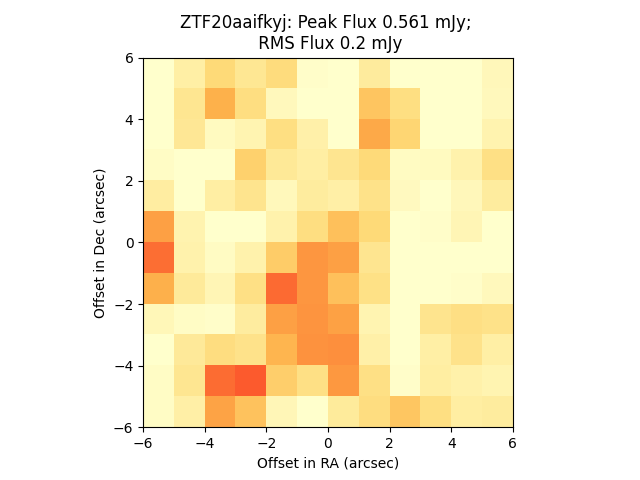 ZTF20aaifkyj: Peak Flux 0.561 mJy;
RMS Flux 0.2 mJy
6
4
2
0
−2
−4
−6
Offset in Dec (arcsec)
−6 −4 −2 0 2 4 6
Offset in RA (arcsec)